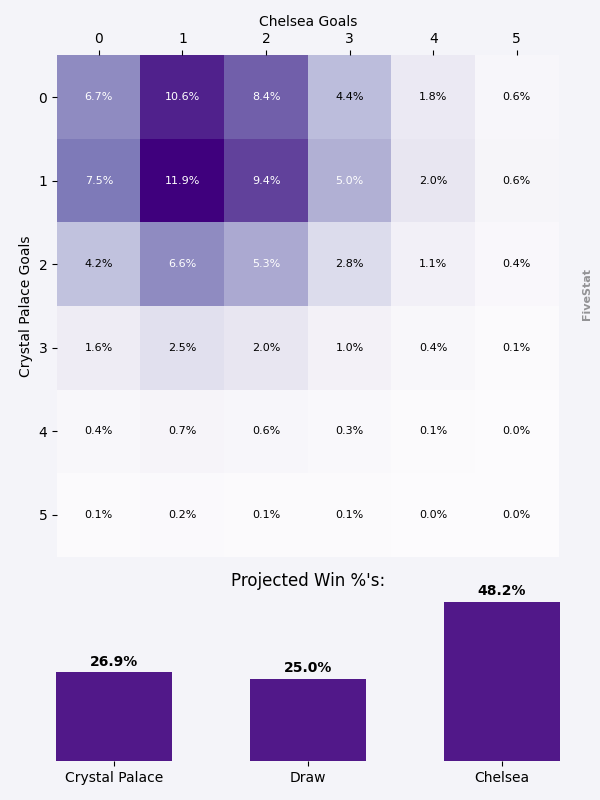 Chelsea Goals
0 1 2 3 4 5
0 6.7% 10.6% 8.4% 4.4% 1.8% 0.6%
1 7.5% 11.9% 9.4% 5.0% 2.0% 0.6%
2 4.2% 6.6% 5.3% 2.8% 1.1% 0.4%
3 1.6% 2.5% 2.0% 1.0% 0.4% 0.1%
4 0.4% 0.7% 0.6% 0.3% 0.1% 0.0%
5 0.1% 0.2% 0.1% 0.1% 0.0% 0.0%
Crystal Palace Goals
FiveStat
Projected Win %'s:
26.9% 25.0% 48.2%
Crystal Palace Draw Chelsea